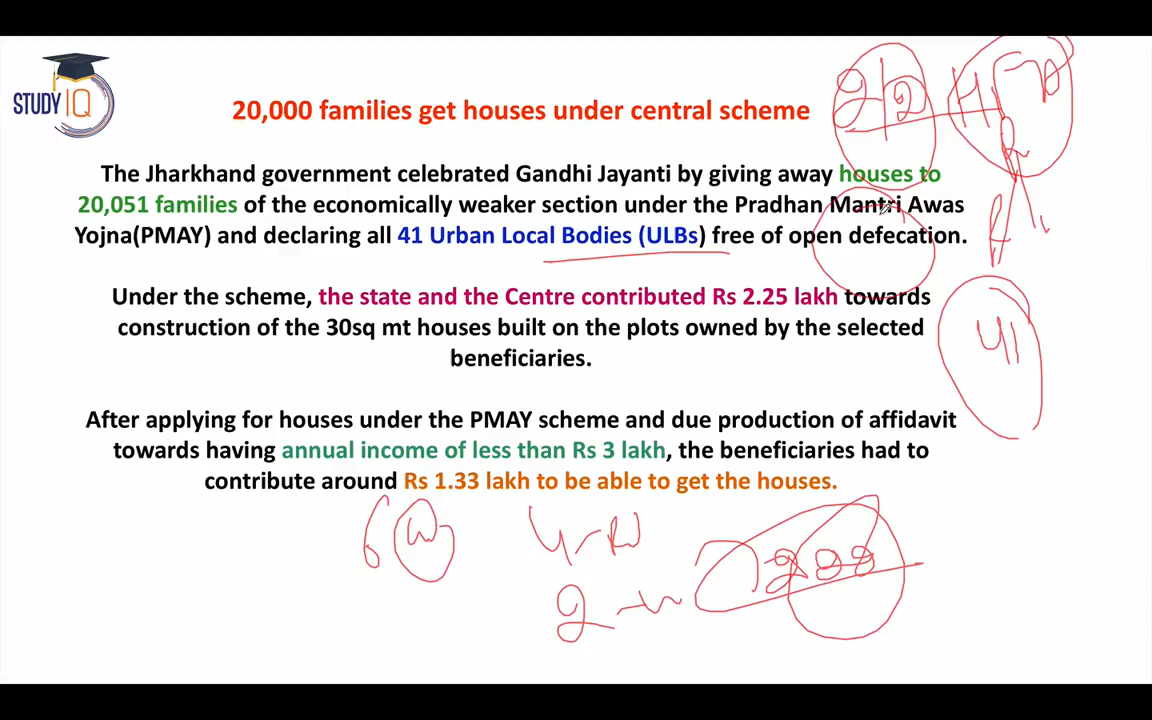 STUDY IQ
20,000 families get houses under central scheme
The Jharkhand government celebrated Gandhi Jayanti by giving away houses to
20,051 families of the economically weaker section under the Pradhan Mantri Awas
Yojna(PMAY) and declaring all 41 Urban Local Bodies (ULBs) free of open defecation.
Under the scheme, the state and the Centre contributed Rs 2.25 lakh towards
construction of the 30sq mt houses built on the plots owned by the selected
beneficiaries.
After applying for houses under the PMAY scheme and due production of affidavit
towards having annual income of less than Rs 3 lakh, the beneficiaries had to
contribute around Rs 1.33 lakh to be able to get the houses.
41